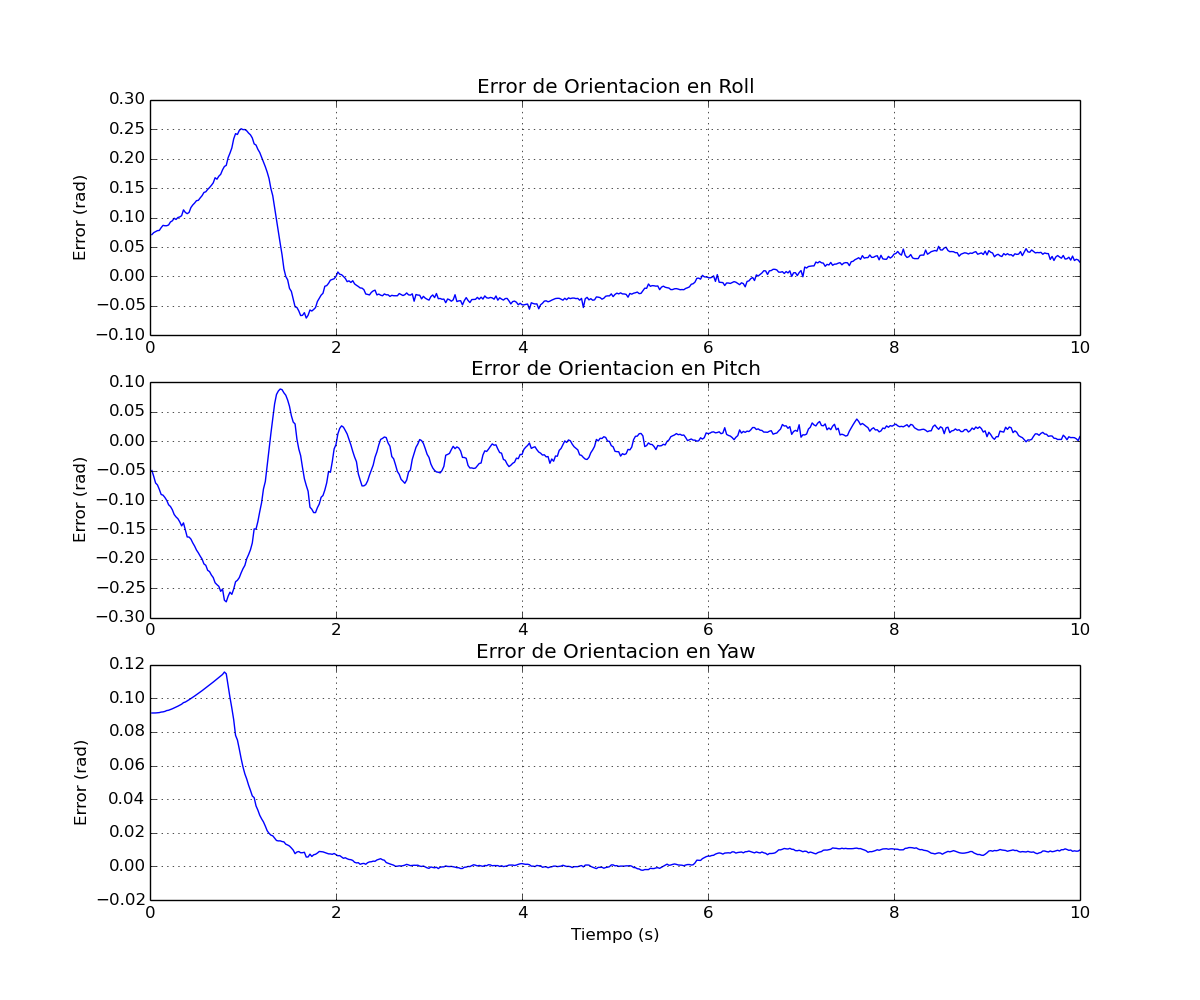 Error de Orientacion en Roll
0.30
0.25
0.20
0.15
0.10
0.05
0.00
−0.05
−0.10
Error (rad)
0 2 4 6 8 10
Error de Orientacion en Pitch
0.10
0.05
0.00
−0.05
−0.10
−0.15
−0.20
−0.25
−0.30
Error (rad)
0 2 4 6 8 10
Error de Orientacion en Yaw
0.12
0.10
0.08
0.06
0.04
0.02
0.00
−0.02
Error (rad)
0 2 4 6 8 10
Tiempo (s)